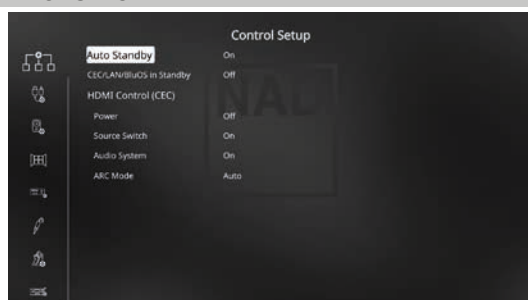 Control Setup
Auto Standby On
CEC/LAN/BluOS in Standby Off
HDMI Control (CEC)
Power Off
Source Switch On
Audio System On
ARC Mode Auto
NAD